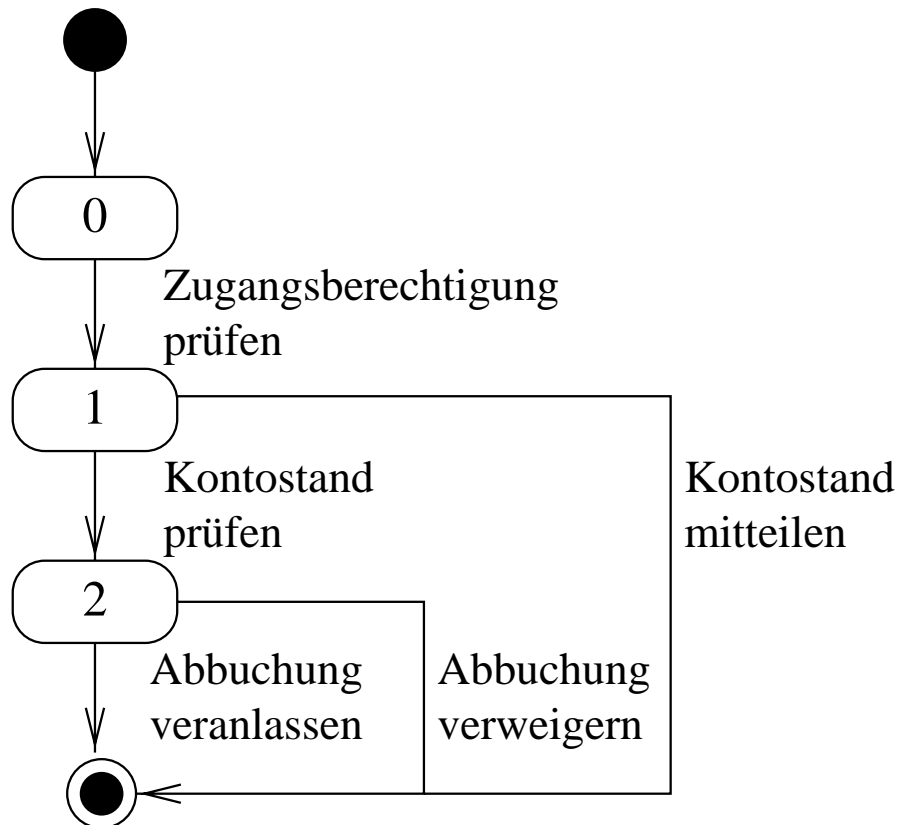 0
Zugangsberechtigung
prüfen
1
Kontostand
prüfen
Kontostand
mitteilen
2
Abbuchung
veranlassen
Abbuchung
verweigern